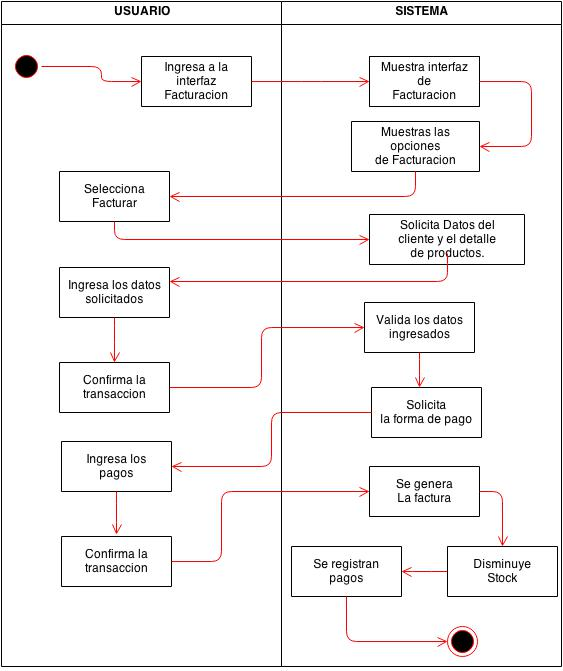 USUARIO
SISTEMA
Ingresa a la
interfaz
Facturacion
Muestra interfaz
de
Facturacion
Muestras las
opciones
de Facturacion
Selecciona
Facturar
Solicita Datos del
cliente y el detalle
de productos.
Ingresa los datos
solicitados
Valida los datos
ingresados
Confirma la
transaccion
Solicita
la forma de pago
Ingresa los
pagos
Se genera
La factura
Confirma la
transaccion
Se registran
pagos
Disminuye
Stock